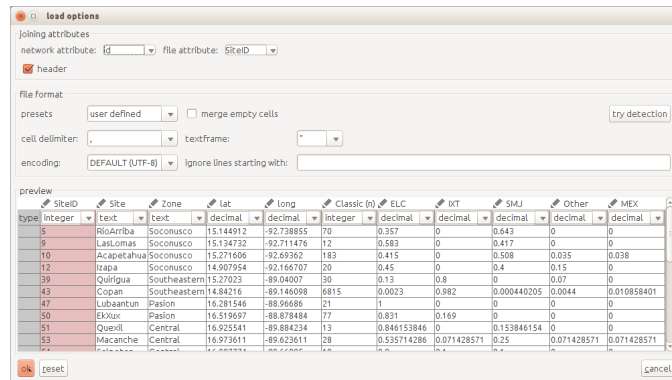 load options
joining attributes
network attribute: id file attribute: SiteID
header
file format
presets user defined merge empty cells try detection
cell delimiter: , textframe: "
encoding: DEFAULT (UTF-8) ignore lines starting with:
preview
SiteID Site Zone lat long Classic (n) ELC IXT SMJ Other MEX
type integer text text decimal decimal integer decimal decimal decimal decimal decimal
5 RioArriba Soconusco 15.144912 -92.738855 70 0.357 0 0.643 0 0
9 LasLomas Soconusco 15.134732 -92.711476 12 0.583 0 0.417 0 0
10 Acapetahua Soconusco 15.271606 -92.69362 183 0.415 0 0.508 0.035 0.038
12 Izapa Soconusco 14.907954 -92.166707 20 0.45 0 0.4 0.15 0
39 Quirigua Southeastern 15.27023 -89.04007 30 0.13 0.8 0 0.07 0
43 Copan Southeastern 14.84216 -89.146098 6815 0.0023 0.982 0.000440205 0.0044 0.010858401
47 Lubaantun Pasion 16.281546 -88.96686 21 1 0 0 0 0
50 EkXux Pasion 16.519697 -88.878484 77 0.831 0.169 0 0 0
51 Quexil Central 16.925541 -89.884234 13 0.846153846 0 0.153846154 0 0
53 Macanche Central 16.973611 -89.623611 28 0.535714286 0.071428571 0.25 0.071428571 0.071428571
ok reset cancel